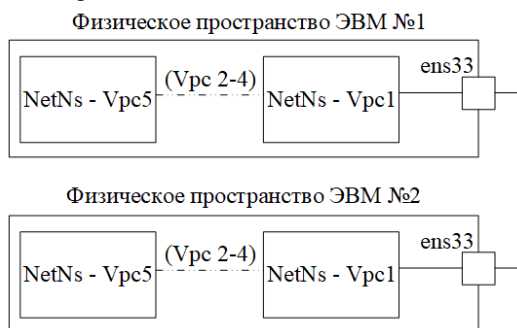 Физическое пространство ЭВМ №1
ens33
(Vpc 2-4)
NetNs - Vpc5
NetNs - Vpc1
Физическое пространство ЭВМ №2
ens33
(Vpc 2-4)
NetNs - Vpc5
NetNs - Vpc1